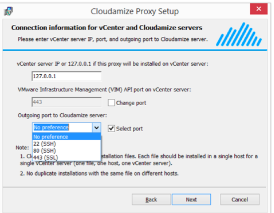 Cloudamize Proxy Setup
Connection information for vCenter and Cloudamize servers
Please enter vCenter server IP, port, and outgoing port to Cloudamize server.
vCenter server IP or 127.0.0.1 if this proxy will be installed on vCenter server:
127.0.0.1
VMware Infrastructure Management (VIM) API port on vCenter server:
443
Change port
Outgoing port to Cloudamize server:
No preference
Select port
No preference
22 (SSH)
80 (SSH)
443 (SSL)
Note:
1. stallation files. Each file should be installed in a single host for a
single vCenter server (one file, one host, one vCenter server).
2. No duplicate installations with the same file on different hosts.
Back
Next
Cancel